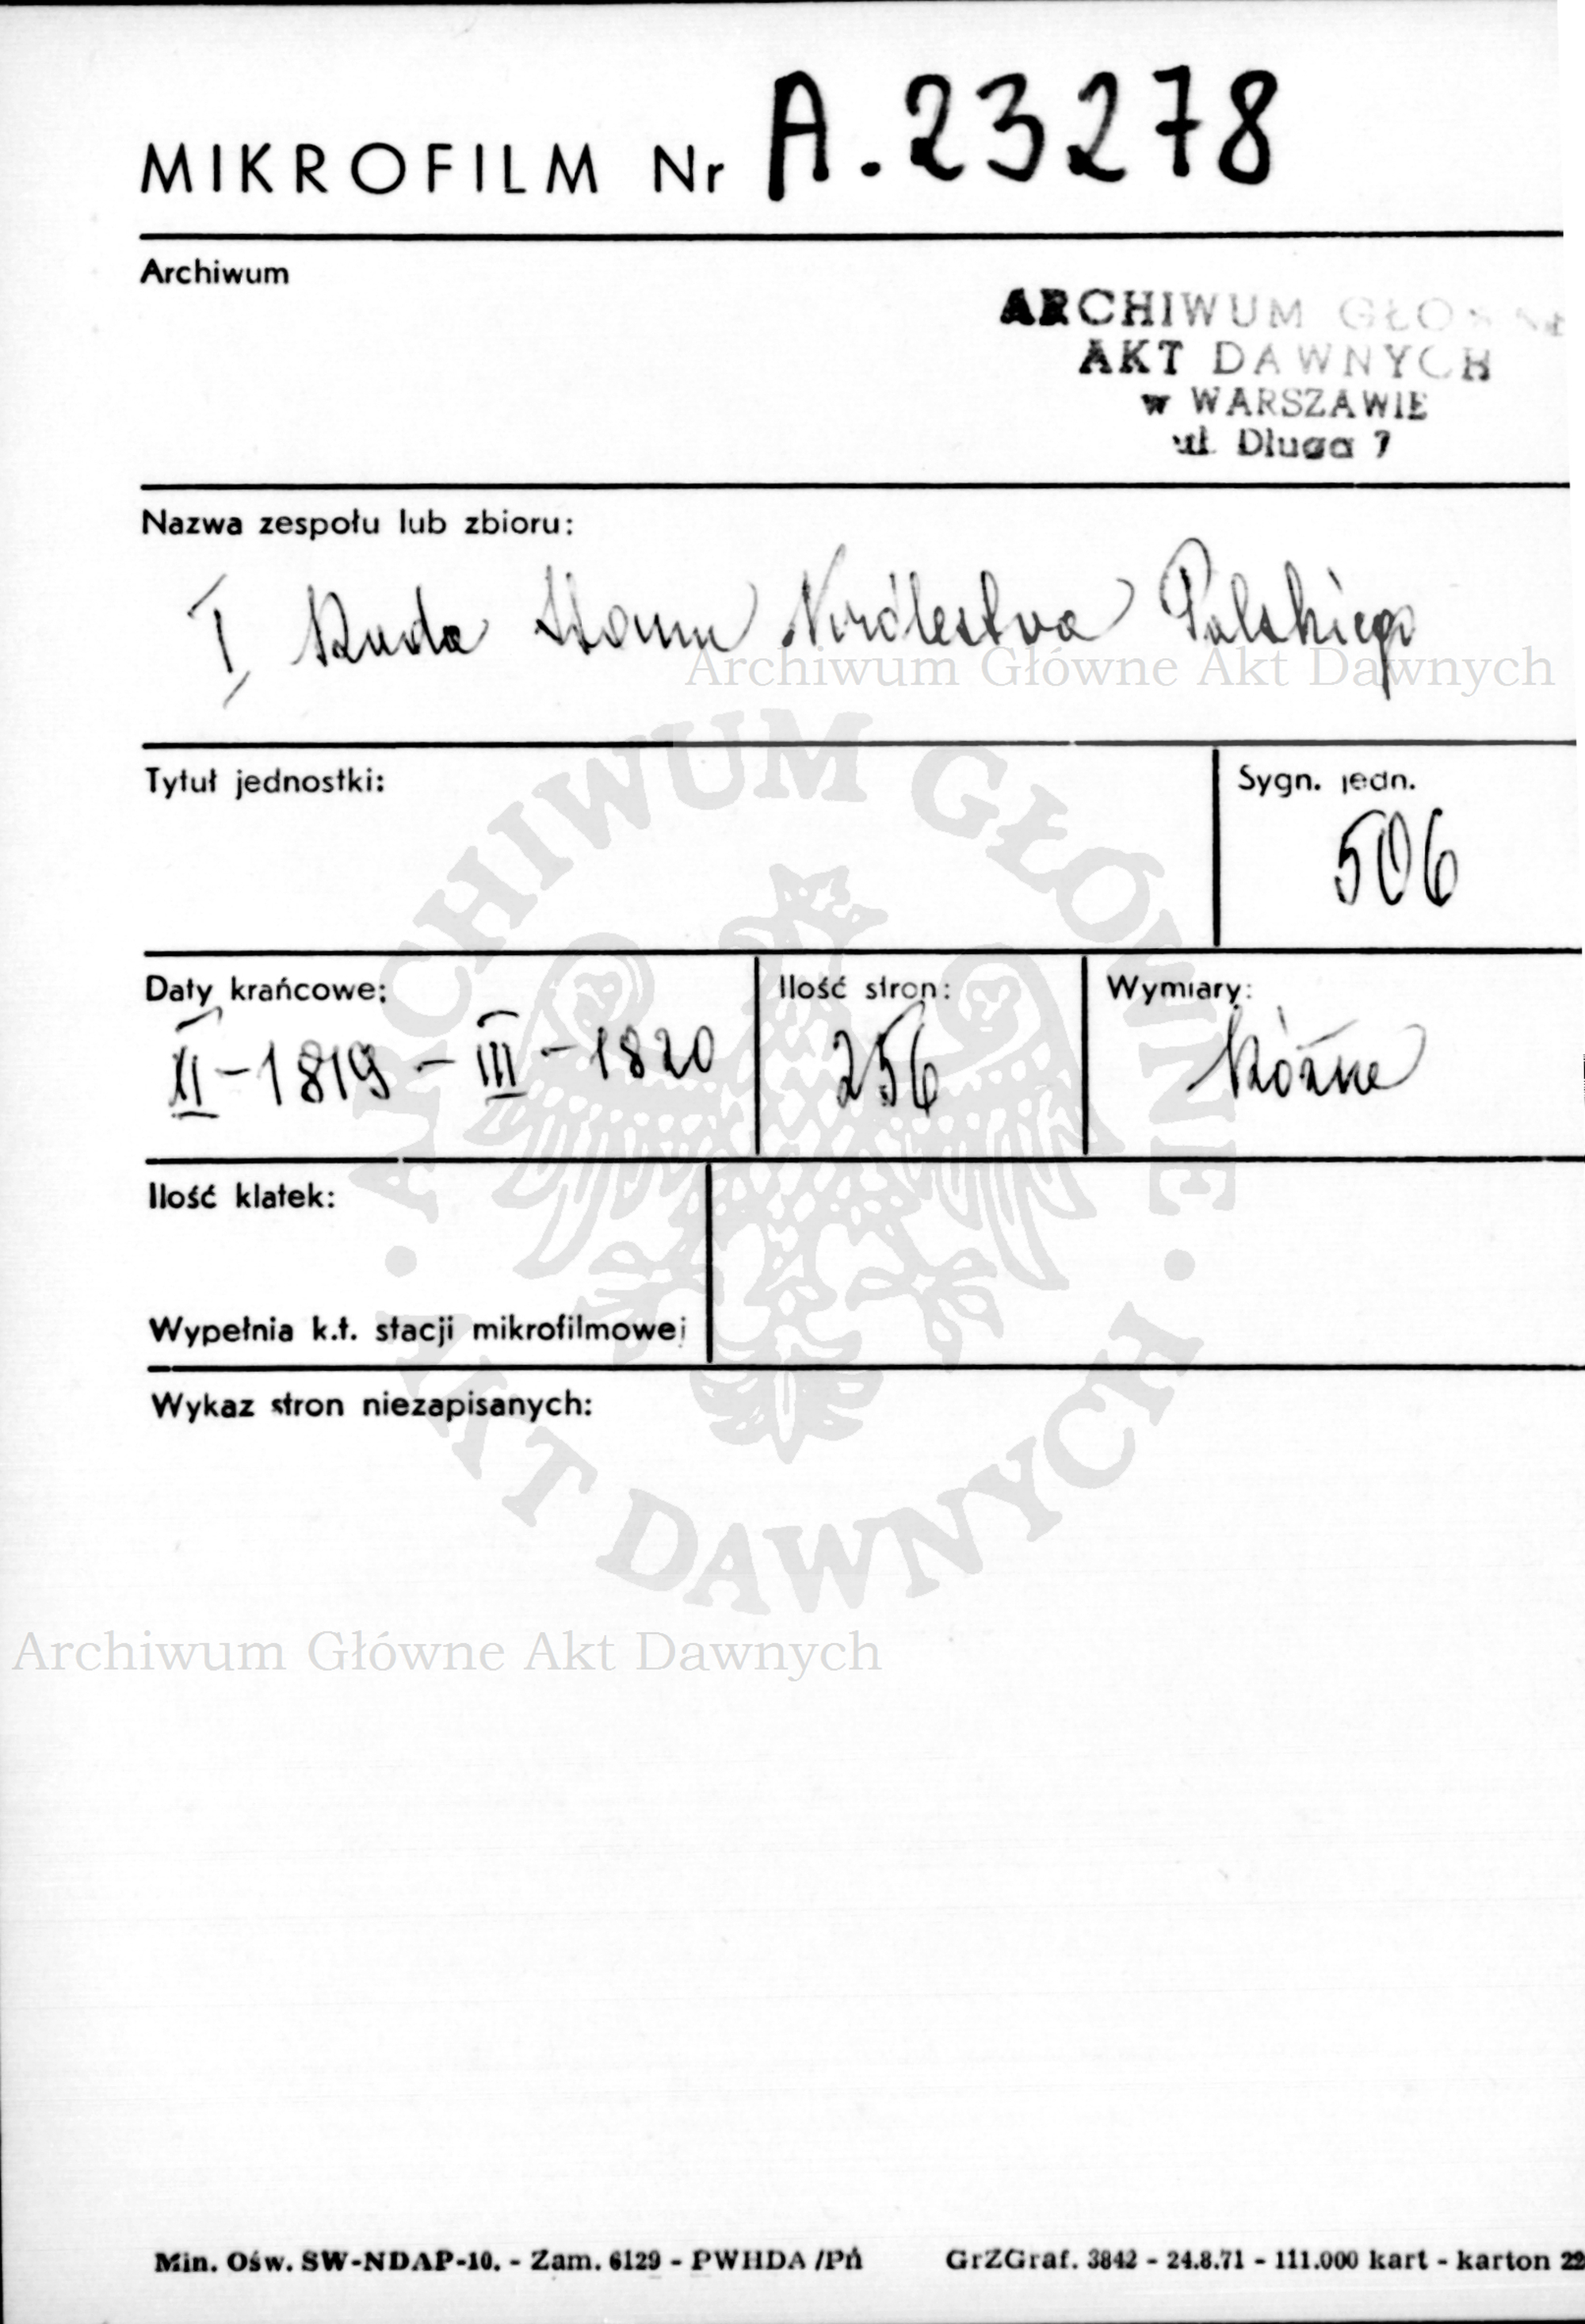 MIKROFILM Nr A.23278
Archiwum
ARCHIWUM GŁÓWNE
AKT DAWNYCH
w WARSZAWIE
ul. Długa 7
Nazwa zespołu lub zbioru:
I Rada Stanu Królestwa Polskiego
Archiwum Główne Akt Dawnych
Tytuł jednostki:
Sygn. jedn.
506
Daty krańcowe:
XI-1819 - III - 1820
Ilość stron:
256
Wymiary:
Różne
Ilość klatek:
Wypełnia k.t. stacji mikrofilmowej
Wykaz stron niezapisanych:
ARCHIWUM GŁÓWNE
AKT DAWNYCH
Archiwum Główne Akt Dawnych
Min. Ośw. SW-NDAP-10. - Zam. 6129 - PWHDA /Pń GrZGraf. 3842 - 24.8.71 - 111.000 kart - karton 22